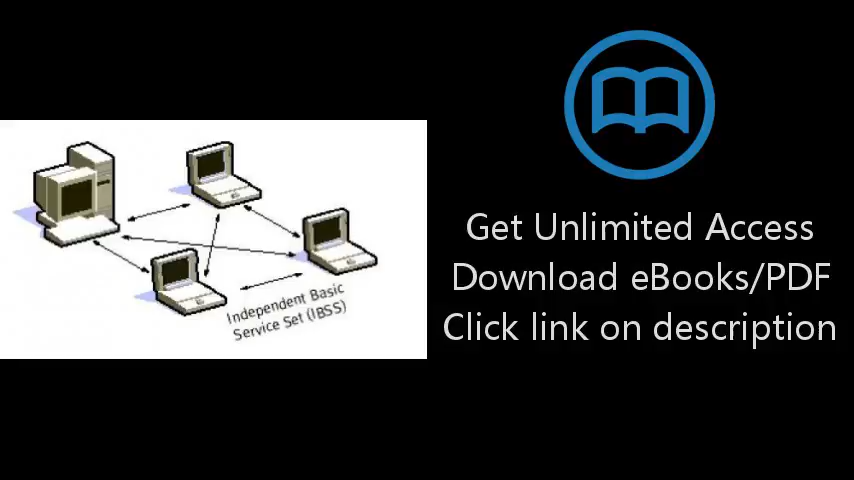 Independent Basic
Service Set (IBSS)
Get Unlimited Access
Download eBooks/PDF
Click link on description